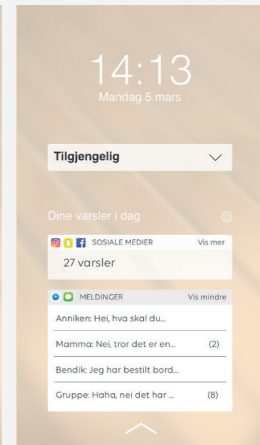 14:13
Mandag 5.mars
Tilgjengelig
Dine varsler i dag
SOSIALE MEDIER Vis mer
27 varsler
MELDINGER Vis mindre
Anniken: Hei, hva skal du...
Mamma: Nei, tror det er en... (2)
Bendik: Jeg har bestilt bord...
Gruppe: Haha, nei det har ... (8)